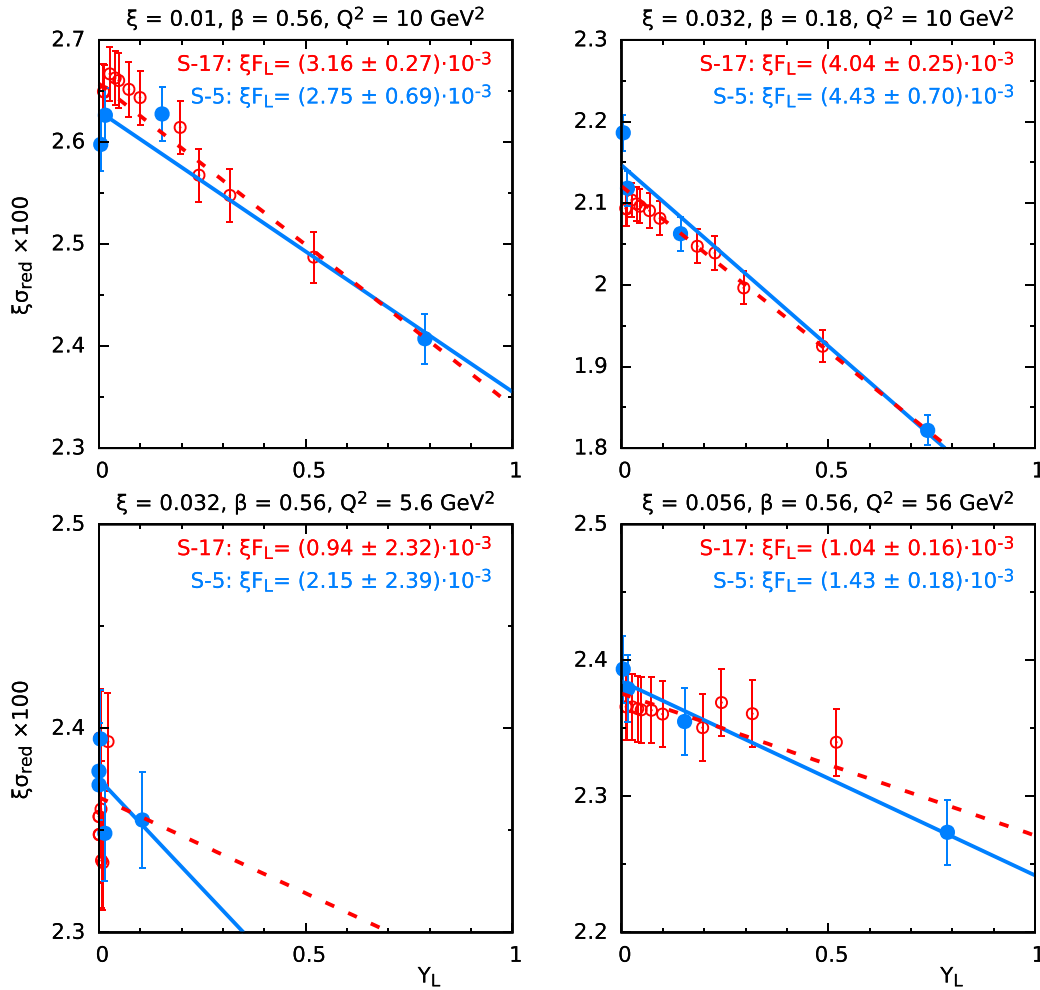 ξ = 0.01, β = 0.56, Q² = 10 GeV²
S-17: ξF_L= (3.16 ± 0.27)·10⁻³
S-5: ξF_L= (2.75 ± 0.69)·10⁻³
ξσ_red ×100
2.7
2.6
2.5
2.4
2.3
0
0.5
1
ξ = 0.032, β = 0.18, Q² = 10 GeV²
S-17: ξF_L= (4.04 ± 0.25)·10⁻³
S-5: ξF_L= (4.43 ± 0.70)·10⁻³
2.3
2.2
2.1
2
1.9
1.8
0
0.5
1
ξ = 0.032, β = 0.56, Q² = 5.6 GeV²
S-17: ξF_L= (0.94 ± 2.32)·10⁻³
S-5: ξF_L= (2.15 ± 2.39)·10⁻³
ξσ_red ×100
2.5
2.4
2.3
0
0.5
1
Y_L
ξ = 0.056, β = 0.56, Q² = 56 GeV²
S-17: ξF_L= (1.04 ± 0.16)·10⁻³
S-5: ξF_L= (1.43 ± 0.18)·10⁻³
2.5
2.4
2.3
2.2
0
0.5
1
Y_L